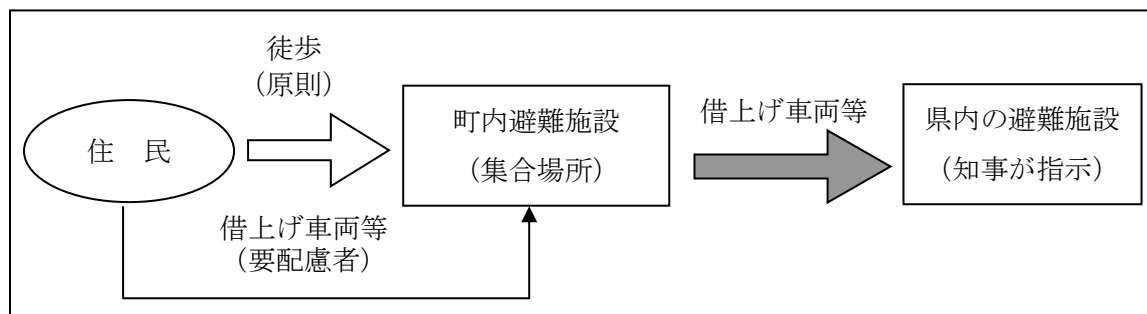 徒歩
（原則）
住　民
町内避難施設
（集合場所）
借上げ車両等
県内の避難施設
（知事が指示）
借上げ車両等
（要配慮者）